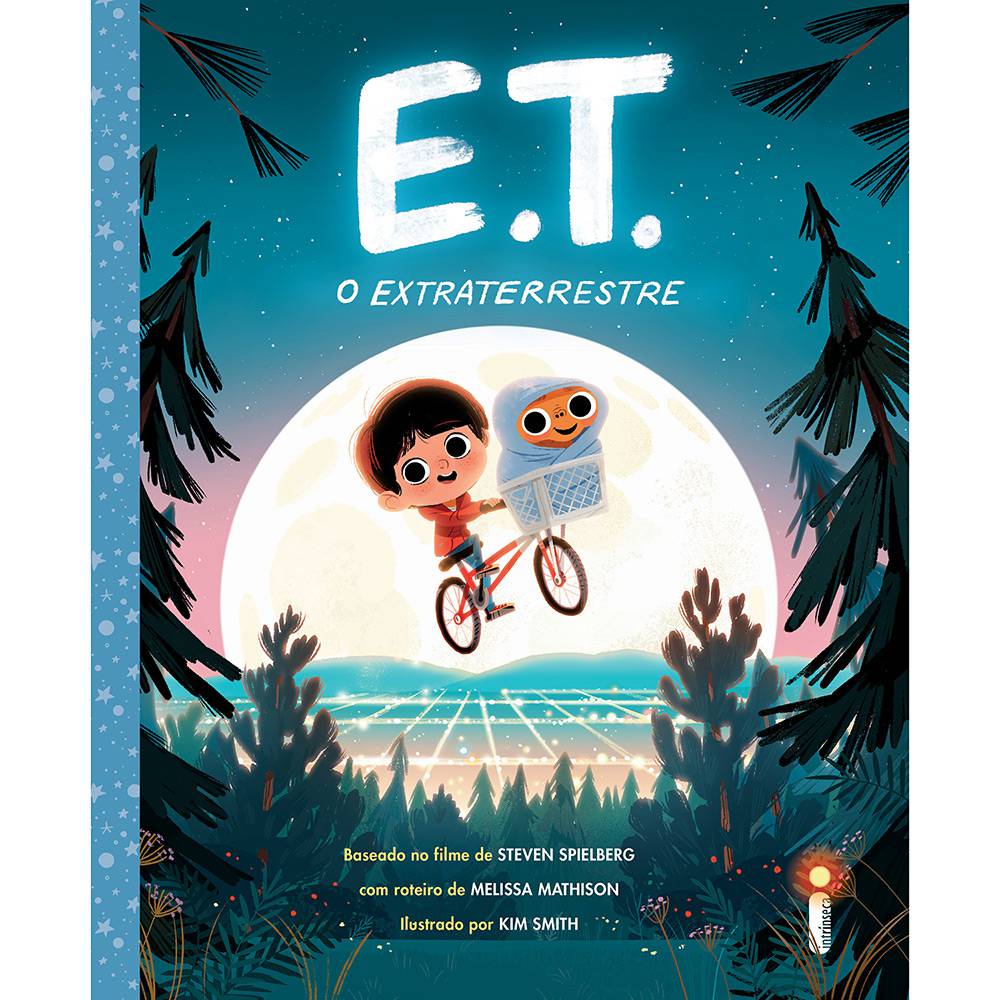 E.T.
O EXTRATERRESTRE
Baseado no filme de STEVEN SPIELBERG
com roteiro de MELISSA MATHISON
Ilustrado por KIM SMITH
intrínseca